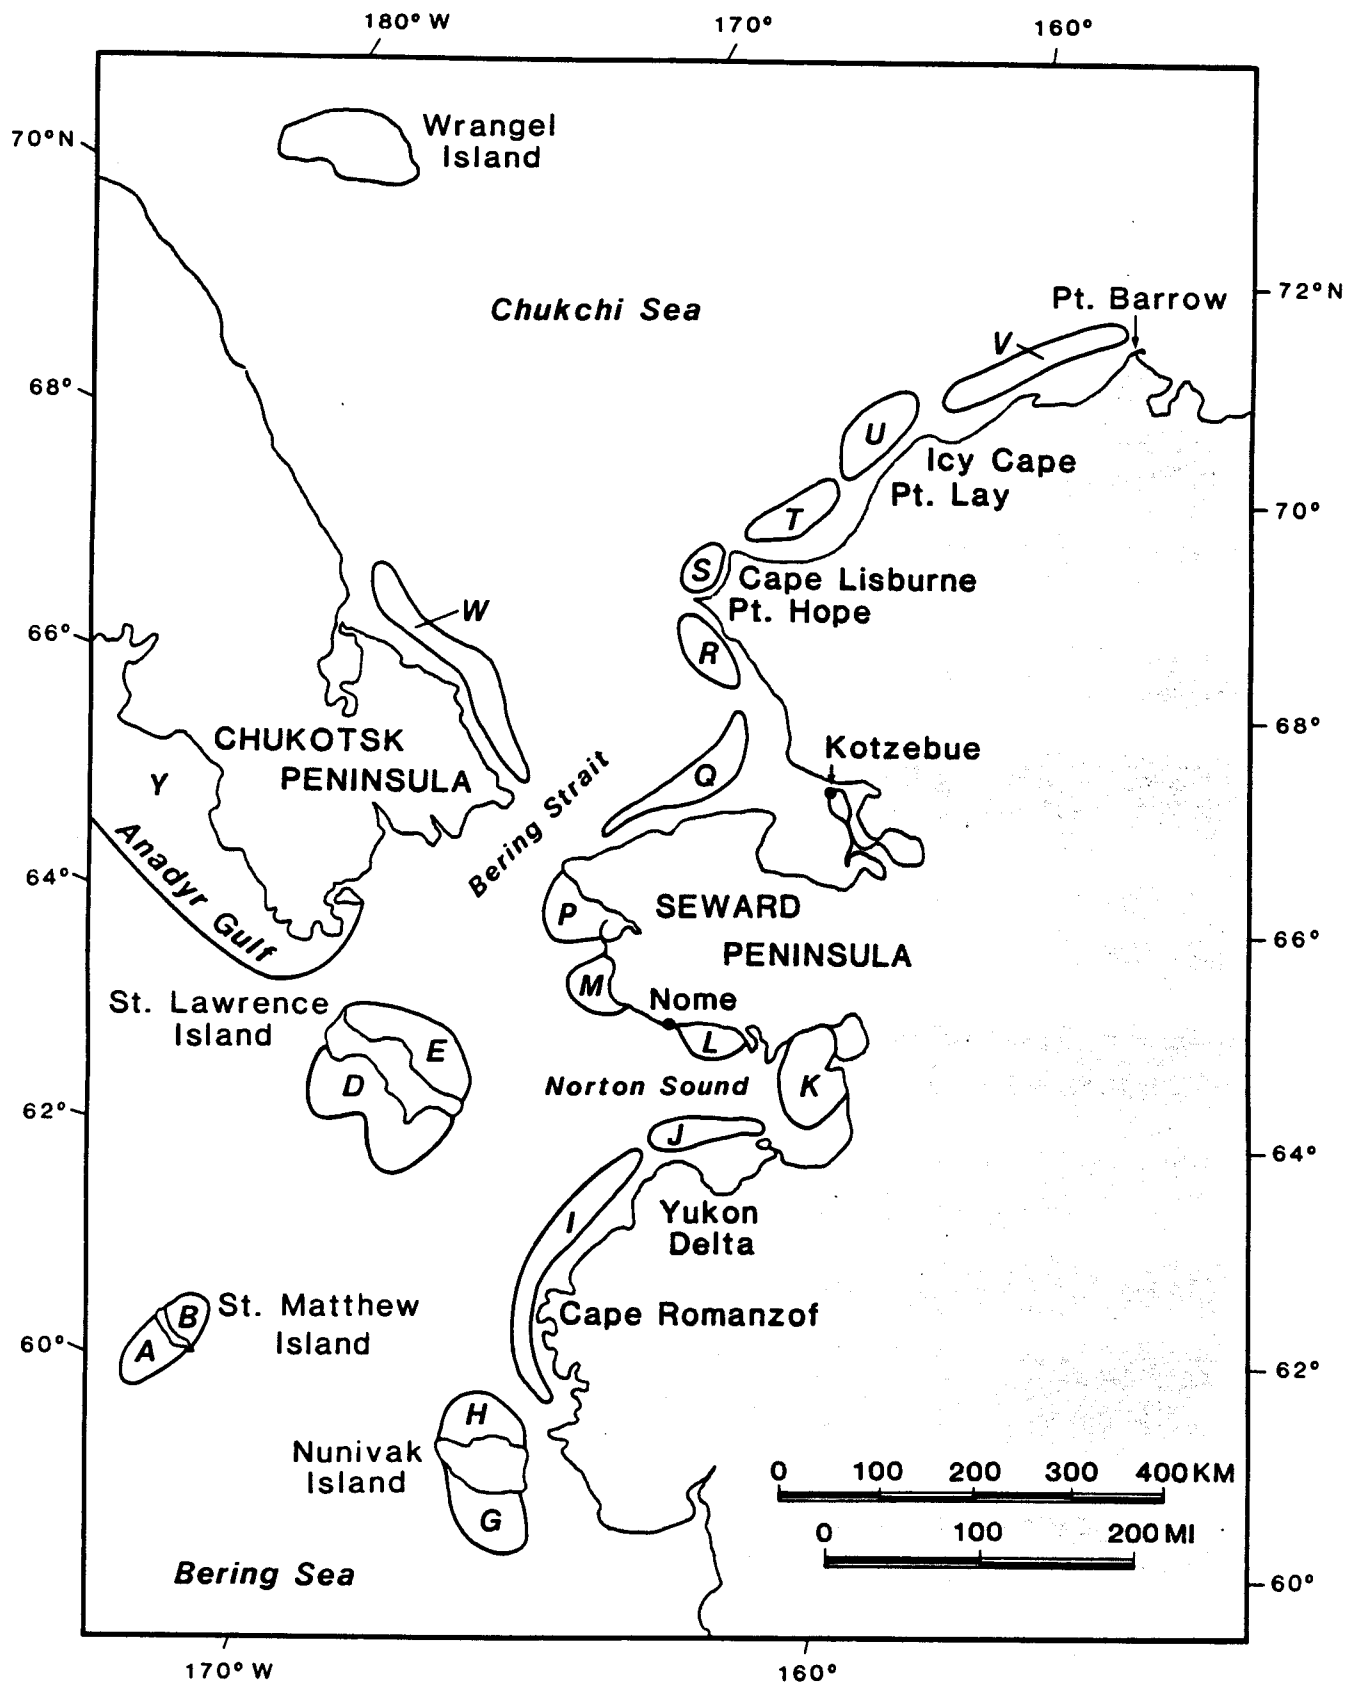 180° W 170° 160°
70°N
Wrangel
Island
Chukchi Sea
72°N
Pt. Barrow
V
68°
U
Icy Cape
Pt. Lay
70°
T
S
Cape Lisburne
Pt. Hope
W
66°
R
68°
CHUKOTSK
PENINSULA
Kotzebue
Y
Q
Bering Strait
Anadyr Gulf
64°
P
SEWARD
PENINSULA
66°
M
Nome
St. Lawrence
Island
L
E
D
Norton Sound
K
62°
J
64°
I
Yukon
Delta
St. Matthew
Island
B
A
Cape Romanzof
60°
62°
H
Nunivak
Island
G
0 100 200 300 400 KM
0 100 200 MI
Bering Sea
60°
170° W 160°